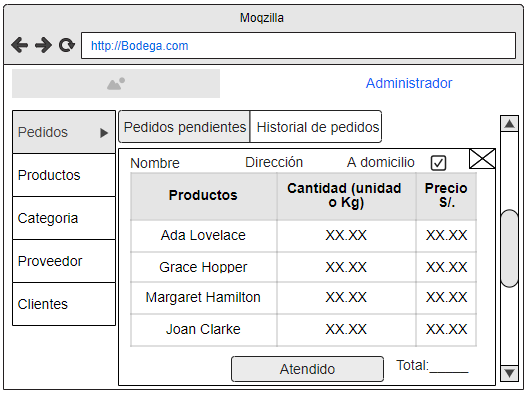 Moqzilla
http://Bodega.com
Administrador
Pedidos
Productos
Categoria
Proveedor
Clientes
Pedidos pendientes
Historial de pedidos
Nombre
Dirección
A domicilio
Productos
Cantidad (unidad
o Kg)
Precio
S/.
Ada Lovelace XX.XX XX.XX
Grace Hopper XX.XX XX.XX
Margaret Hamilton XX.XX XX.XX
Joan Clarke XX.XX XX.XX
Atendido
Total:_____